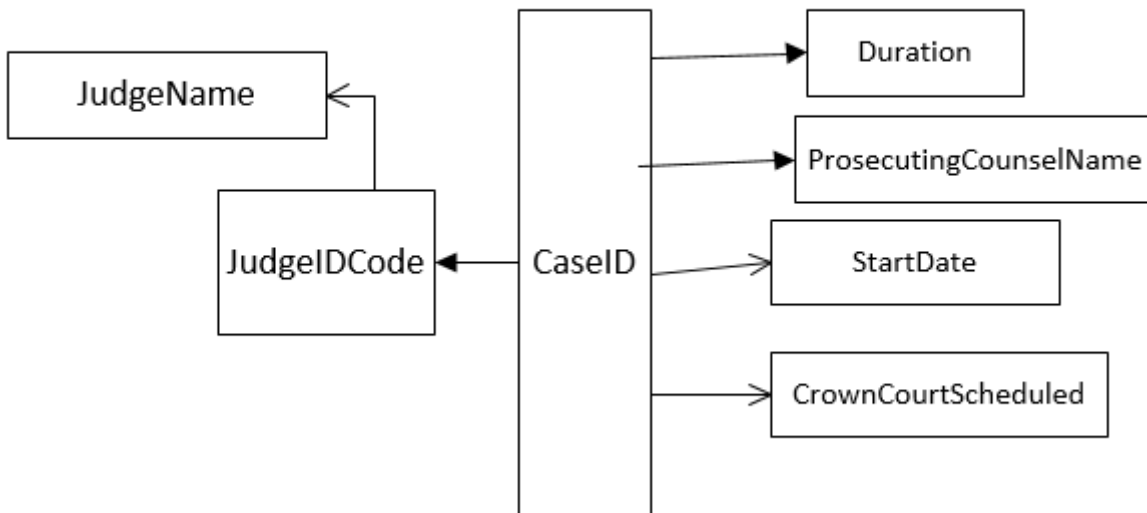 Duration
JudgeName
ProsecutingCounselName
JudgeIDCode
CaseID
StartDate
CrownCourtScheduled